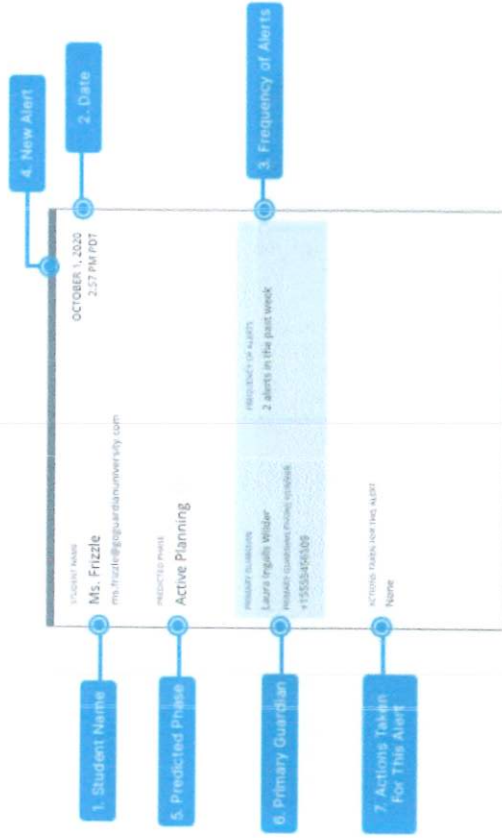 4. New Alert
1. Student Name
STUDENT NAME
Ms. Frizzle
ms.frizzle@goguardianuniversity.com
OCTOBER 1, 2020
2:57 PM PDT
2. Date
5. Predicted Phase
PREDICTED PHASE
Active Planning
6. Primary Guardian
PRIMARY GUARDIAN
Laura Ingalls Wilder
PRIMARY GUARDIANS PHONE NUMBER
+15555456109
FREQUENCY OF ALERTS
2 alerts in the past week
3. Frequency of Alerts
7. Actions Taken
For This Alert
ACTIONS TAKEN FOR THIS ALERT
None